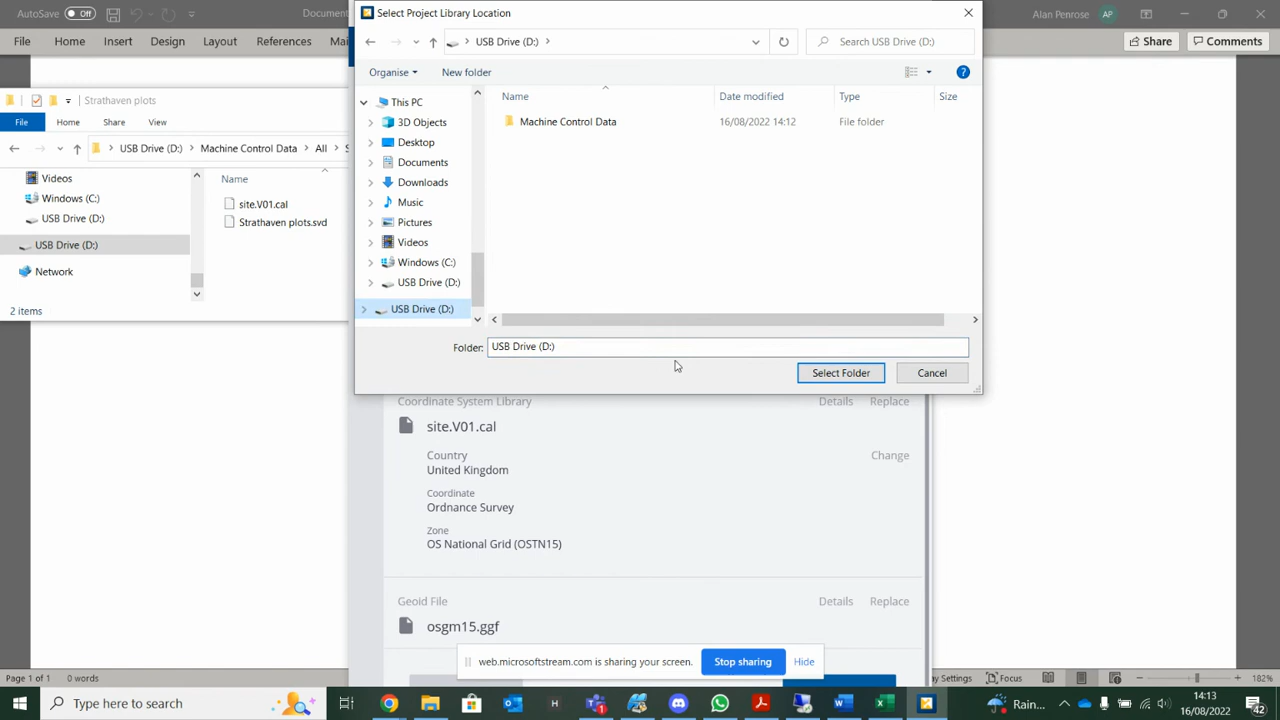 AutoSave Off Document Alan Penrose AP
Select Project Library Location
File Home Insert Design Layout References Mai Share Comments
USB Drive (D:) Search USB Drive (D:)
Organise New folder
Name Date modified Type Size
Machine Control Data 16/08/2022 14:12 File folder
This PC
3D Objects
Desktop
Documents
Downloads
Music
Pictures
Videos
Windows (C:)
USB Drive (D:)
USB Drive (D:)
Folder: USB Drive (D:)
Select Folder Cancel
Strathaven plots
File Home Share View
USB Drive (D:) Machine Control Data All S
Videos
Windows (C:)
USB Drive (D:)
USB Drive (D:)
Network
Name
site.V01.cal
Strathaven plots.svd
2 items
Coordinate System Library Details Replace
site.V01.cal
Country
United Kingdom Change
Coordinate
Ordnance Survey
Zone
OS National Grid (OSTN15)
Geoid File Details Replace
osgm15.ggf
web.microsoftstream.com is sharing your screen. Stop sharing Hide
Page 1 of 1 0 words y Settings Focus 182%
Type here to search Rain... 14:13
16/08/2022 42